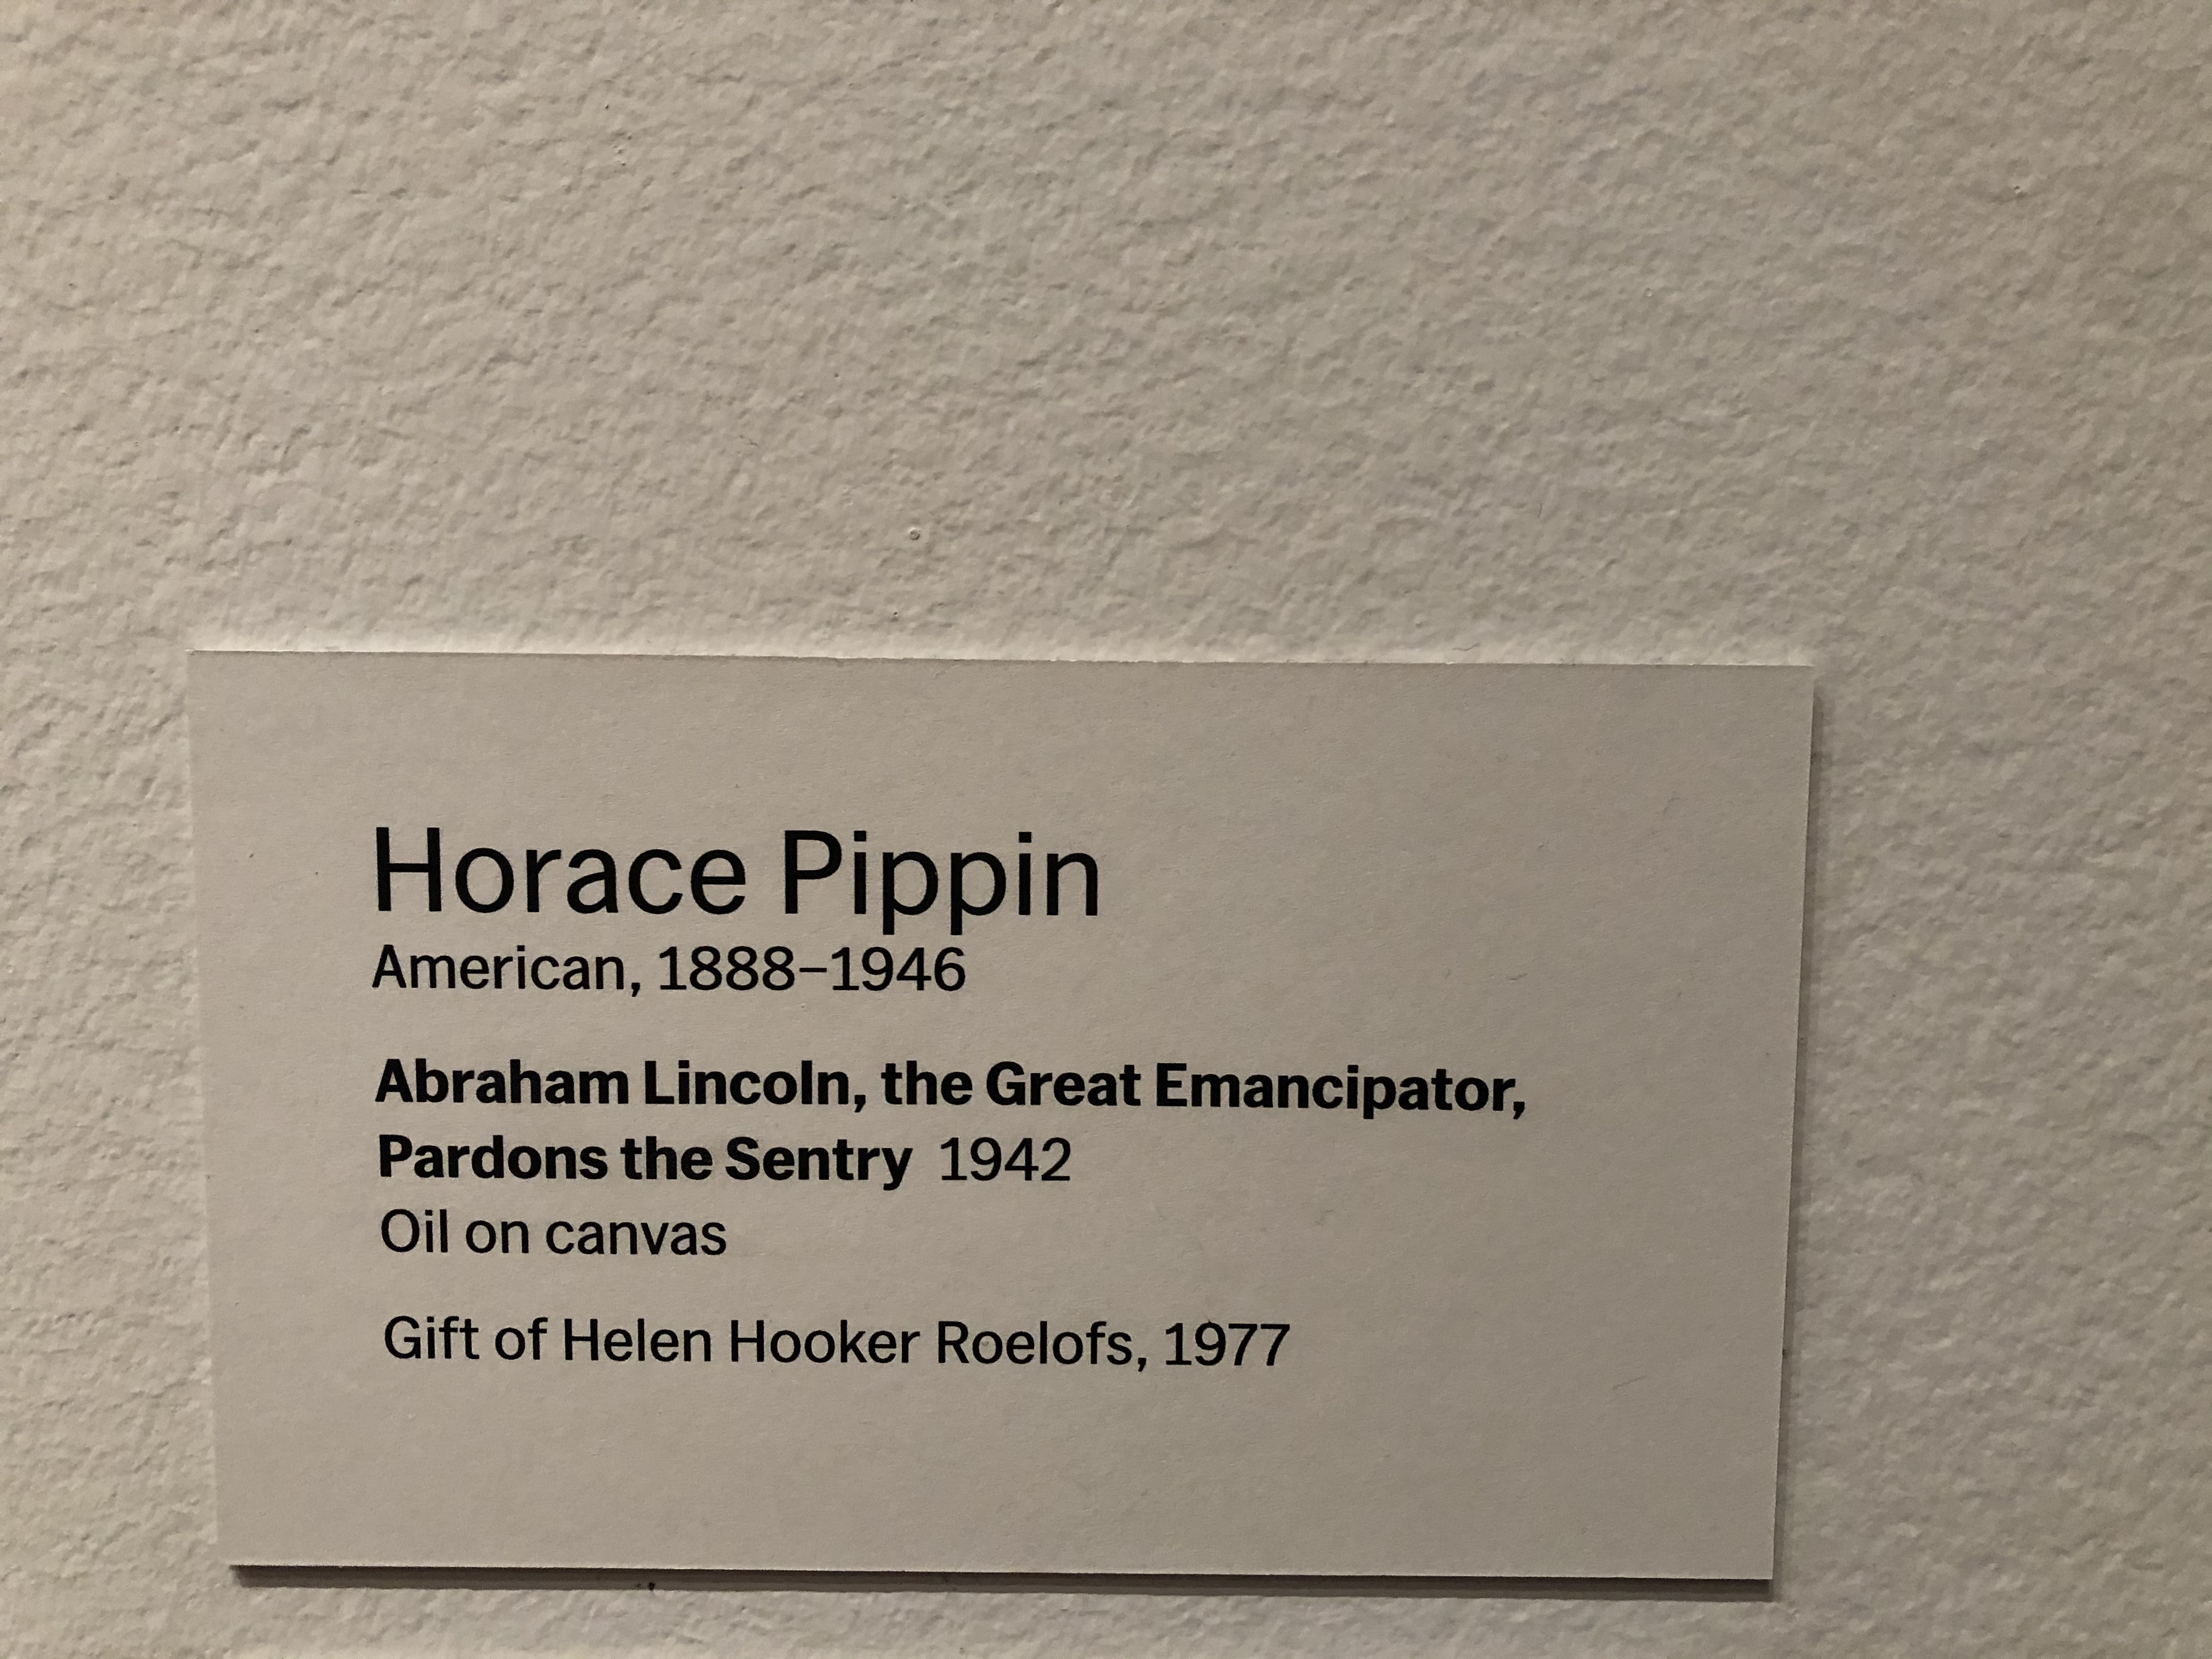 Horace Pippin
American, 1888–1946
Abraham Lincoln, the Great Emancipator,
Pardons the Sentry 1942
Oil on canvas
Gift of Helen Hooker Roelofs, 1977